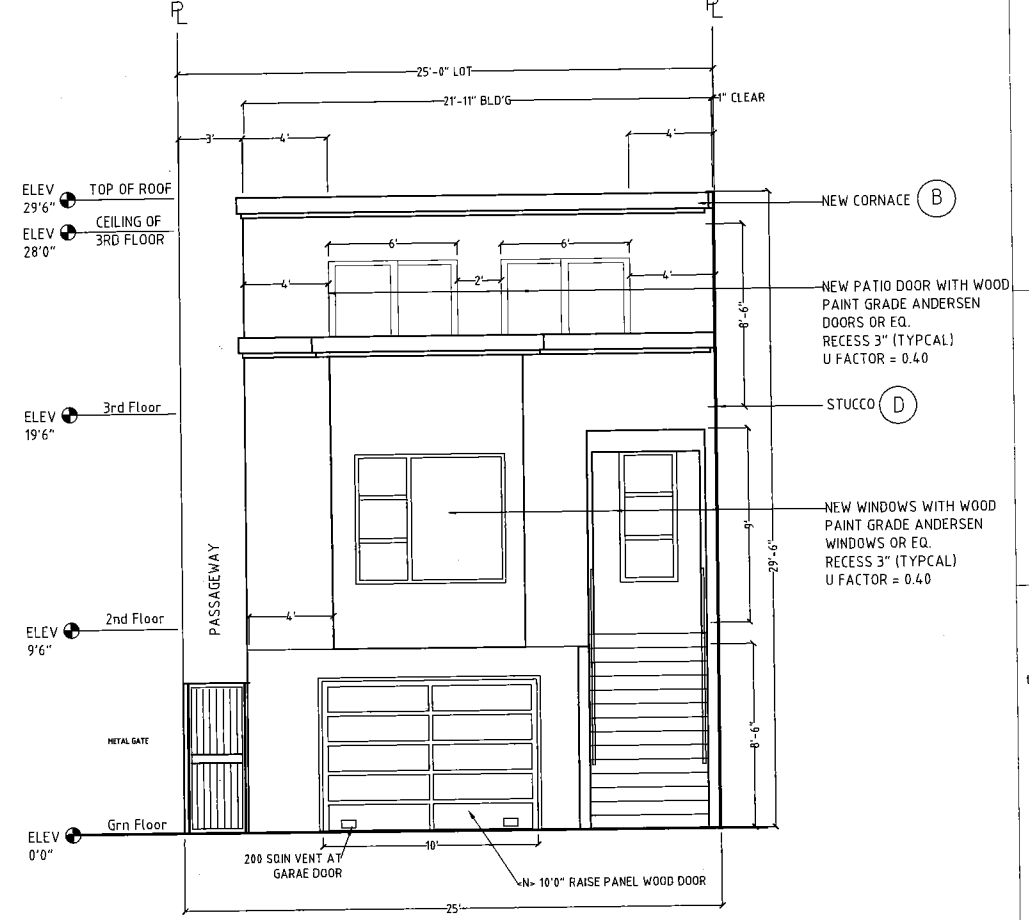 PL
PL
25'-0" LOT
21'-11" BLD'G
1" CLEAR
3'
4'
4'
ELEV
29'6"
TOP OF ROOF
NEW CORNACE
B
ELEV
28'0"
CEILING OF
3RD FLOOR
6'
6'
4'
2'
4'
8'-6"
NEW PATIO DOOR WITH WOOD
PAINT GRADE ANDERSEN
DOORS OR EQ.
RECESS 3" (TYPCAL)
U FACTOR = 0.40
ELEV
19'6"
3rd Floor
STUCCO
D
NEW WINDOWS WITH WOOD
PAINT GRADE ANDERSEN
WINDOWS OR EQ.
RECESS 3" (TYPCAL)
U FACTOR = 0.40
9'
29'-6"
PASSAGEWAY
ELEV
9'6"
2nd Floor
4'
8'-6"
METAL GATE
ELEV
0'0"
Grn Floor
10'
200 SQIN VENT AT
GARAE DOOR
<N> 10'0" RAISE PANEL WOOD DOOR
25'